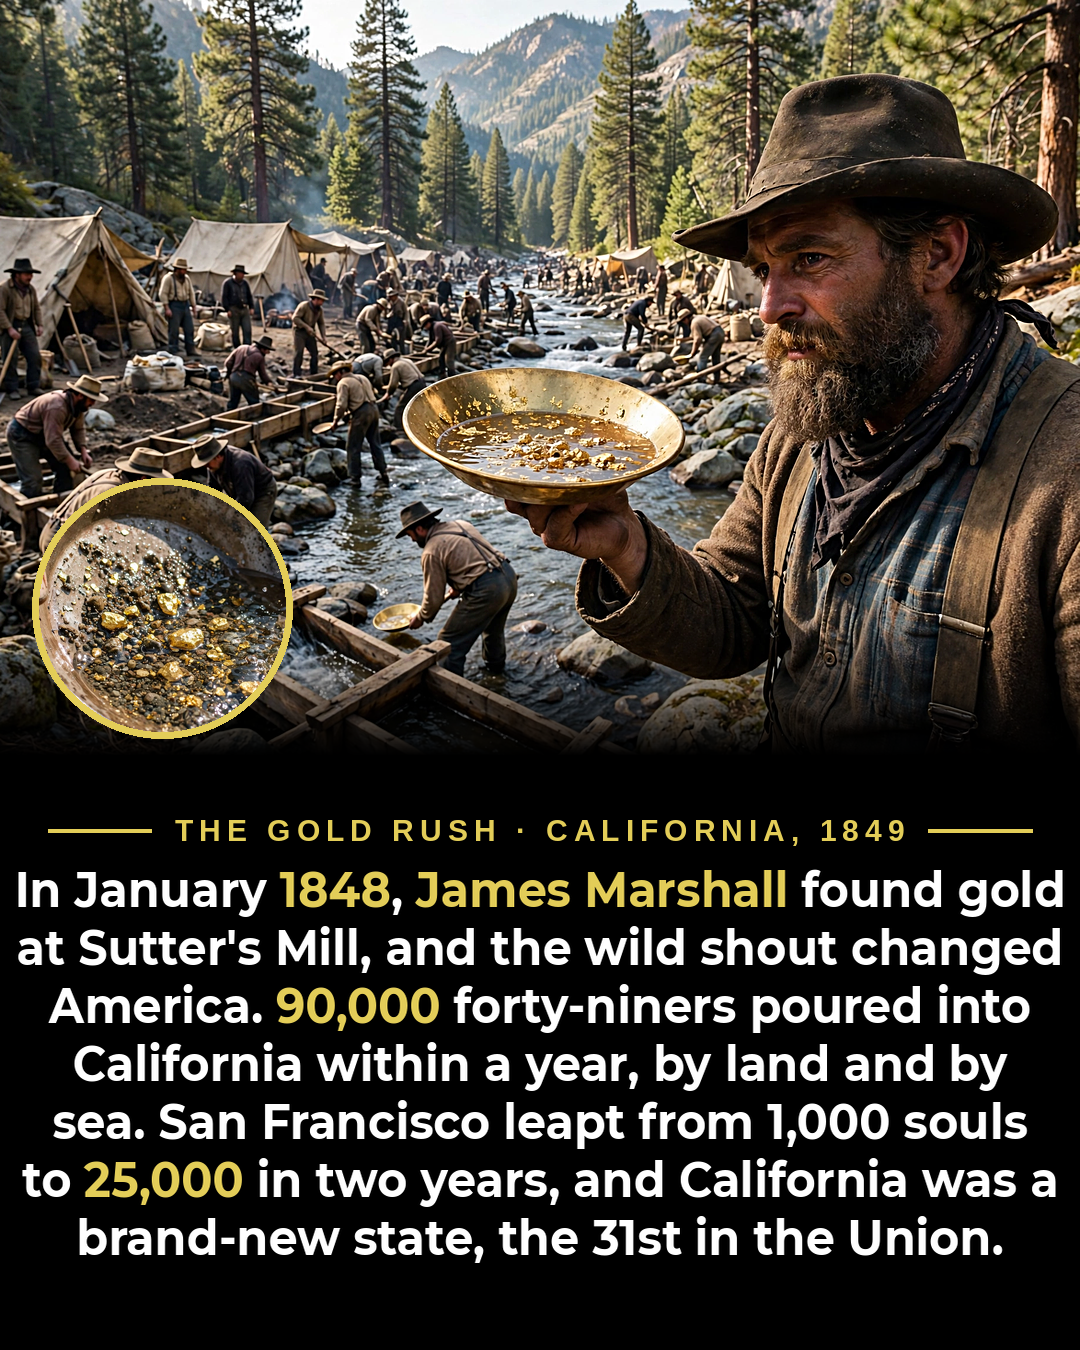 THE GOLD RUSH · CALIFORNIA, 1849
In January 1848, James Marshall found gold
at Sutter's Mill, and the wild shout changed
America. 90,000 forty-niners poured into
California within a year, by land and by
sea. San Francisco leapt from 1,000 souls
to 25,000 in two years, and California was a
brand-new state, the 31st in the Union.